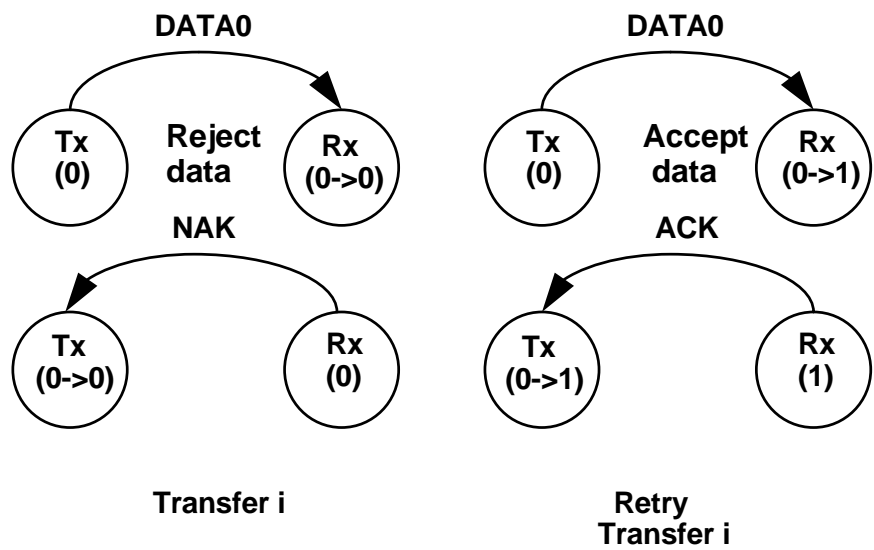 DATA0
Tx
(0)
Reject
data
Rx
(0->0)
NAK
Tx
(0->0)
Rx
(0)
Transfer i
DATA0
Tx
(0)
Accept
data
Rx
(0->1)
ACK
Tx
(0->1)
Rx
(1)
Retry
Transfer i